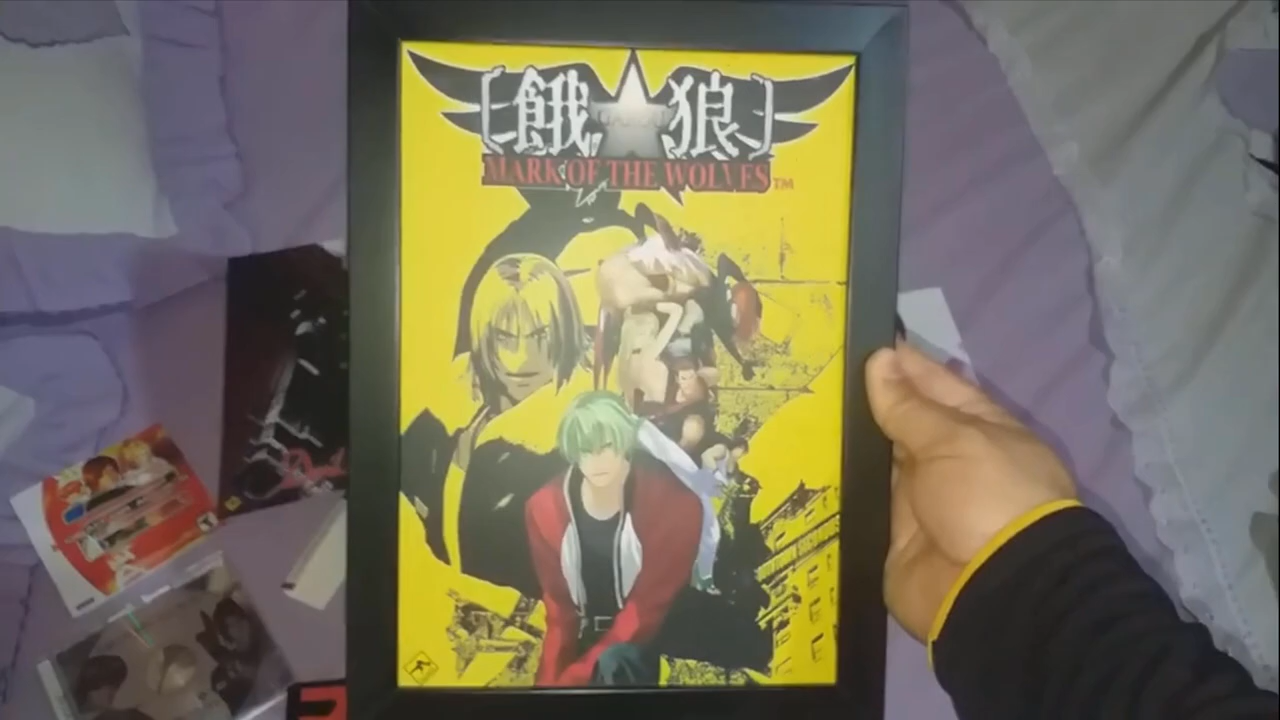 餓狼
MARK OF THE WOLVES™